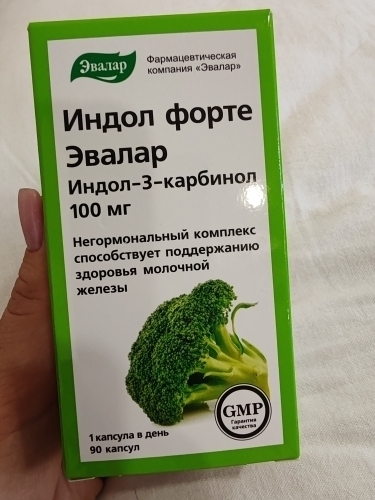 Эвалар
Фармацевтическая
компания «Эвалар»
Индол форте
Эвалар
Индол-3-карбинол
100 мг
Негормональный комплекс
способствует поддержанию
здоровья молочной
железы
GMP
Гарантия
качества
1 капсула в день
90 капсул